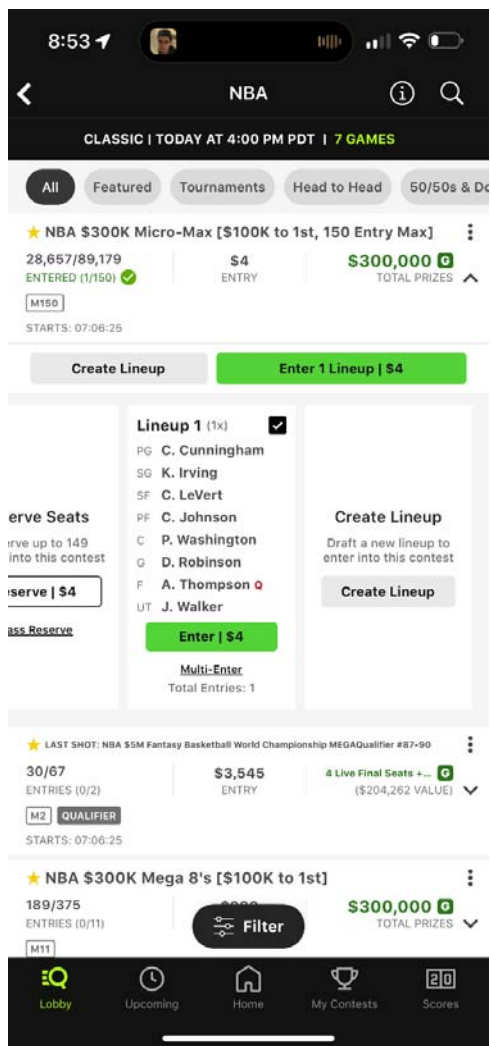 8:53
NBA
CLASSIC | TODAY AT 4:00 PM PDT | 7 GAMES
All Featured Tournaments Head to Head 50/50s & Do
NBA $300K Micro-Max [$100K to 1st, 150 Entry Max]
28,657/89,179 $4 $300,000 G
ENTERED (1/150) ENTRY TOTAL PRIZES
M150
STARTS: 07:06:25
Create Lineup Enter 1 Lineup | $4
erve Seats
erve up to 149
into this contest
eserve | $4
ass Reserve
Lineup 1 (1x)
PG C. Cunningham
SG K. Irving
SF C. LeVert
PF C. Johnson
C P. Washington
G D. Robinson
F A. Thompson Q
UT J. Walker
Enter | $4
Multi-Enter
Total Entries: 1
Create Lineup
Draft a new lineup to
enter into this contest
Create Lineup
LAST SHOT: NBA $5M Fantasy Basketball World Championship MEGAQualifier #87-90
30/67 $3,545 4 Live Final Seats +... G
ENTRIES (0/2) ENTRY ($204,262 VALUE)
M2 QUALIFIER
STARTS: 07:06:25
NBA $300K Mega 8's [$100K to 1st]
189/375 $300,000 G
ENTRIES (0/11) TOTAL PRIZES
Filter
M11
Lobby Upcoming Home My Contests 20 Scores